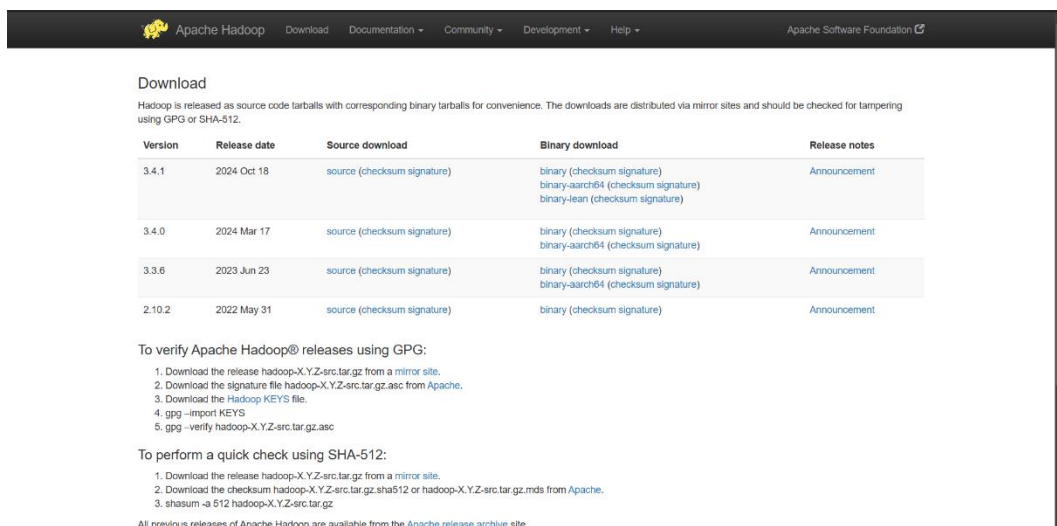 Apache Hadoop Download Documentation Community Development Help Apache Software Foundation
Download
Hadoop is released as source code tarballs with corresponding binary tarballs for convenience. The downloads are distributed via mirror sites and should be checked for tampering
using GPG or SHA-512.
Version Release date Source download Binary download Release notes
3.4.1 2024 Oct 18 source (checksum signature) binary (checksum signature) Announcement
binary-aarch64 (checksum signature)
binary-lean (checksum signature)
3.4.0 2024 Mar 17 source (checksum signature) binary (checksum signature) Announcement
binary-aarch64 (checksum signature)
3.3.6 2023 Jun 23 source (checksum signature) binary (checksum signature) Announcement
binary-aarch64 (checksum signature)
2.10.2 2022 May 31 source (checksum signature) binary (checksum signature) Announcement
To verify Apache Hadoop® releases using GPG:
1. Download the release hadoop-X.Y.Z-src.tar.gz from a mirror site.
2. Download the signature file hadoop-X.Y.Z-src.tar.gz.asc from Apache.
3. Download the Hadoop KEYS file.
4. gpg –import KEYS
5. gpg –verify hadoop-X.Y.Z-src.tar.gz.asc
To perform a quick check using SHA-512:
1. Download the release hadoop-X.Y.Z-src.tar.gz from a mirror site.
2. Download the checksum hadoop-X.Y.Z-src.tar.gz.sha512 or hadoop-X.Y.Z-src.tar.gz.mds from Apache.
3. shasum -a 512 hadoop-X.Y.Z-src.tar.gz
All previous releases of Apache Hadoop are available from the Apache release archive site.